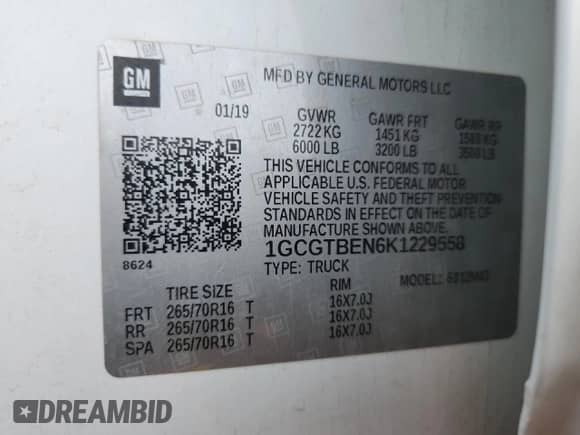 GM
MFD BY GENERAL MOTORS LLC
01/19
GVWR GAWR FRT GAWR RR
2722 KG 1451 KG 1588 KG
6000 LB 3200 LB 3500 LB
THIS VEHICLE CONFORMS TO ALL
APPLICABLE U.S. FEDERAL MOTOR
VEHICLE SAFETY AND THEFT PREVENTION
STANDARDS IN EFFECT ON THE DATE OF
MANUFACTURE SHOWN ABOVE.
8624
1GCGTBEN6K1229558
TYPE: TRUCK MODEL:
TIRE SIZE RIM
FRT 265/70R16 T 16X7.0J
RR 265/70R16 T 16X7.0J
SPA 265/70R16 T 16X7.0J
DREAMBID